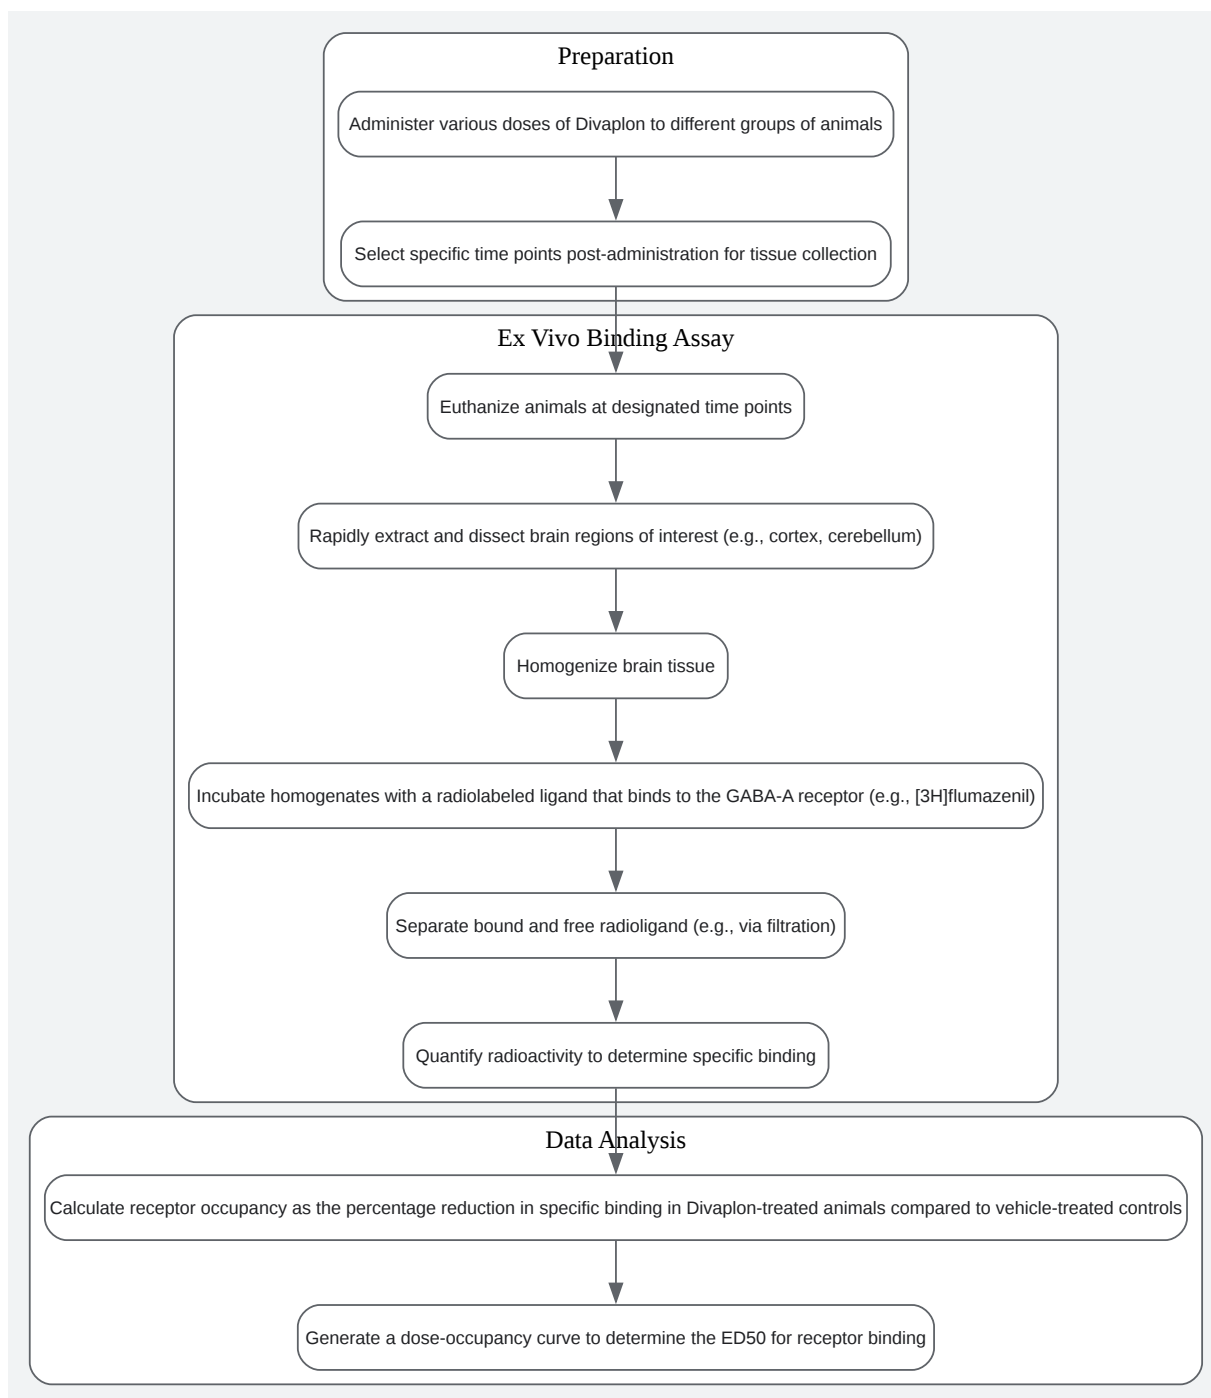 Preparation
Administer various doses of Divaplon to different groups of animals
Select specific time points post-administration for tissue collection
Ex Vivo Binding Assay
Euthanize animals at designated time points
Rapidly extract and dissect brain regions of interest (e.g., cortex, cerebellum)
Homogenize brain tissue
Incubate homogenates with a radiolabeled ligand that binds to the GABA-A receptor (e.g., [3H]flumazenil)
Separate bound and free radioligand (e.g., via filtration)
Quantify radioactivity to determine specific binding
Data Analysis
Calculate receptor occupancy as the percentage reduction in specific binding in Divaplon-treated animals compared to vehicle-treated controls
Generate a dose-occupancy curve to determine the ED50 for receptor binding